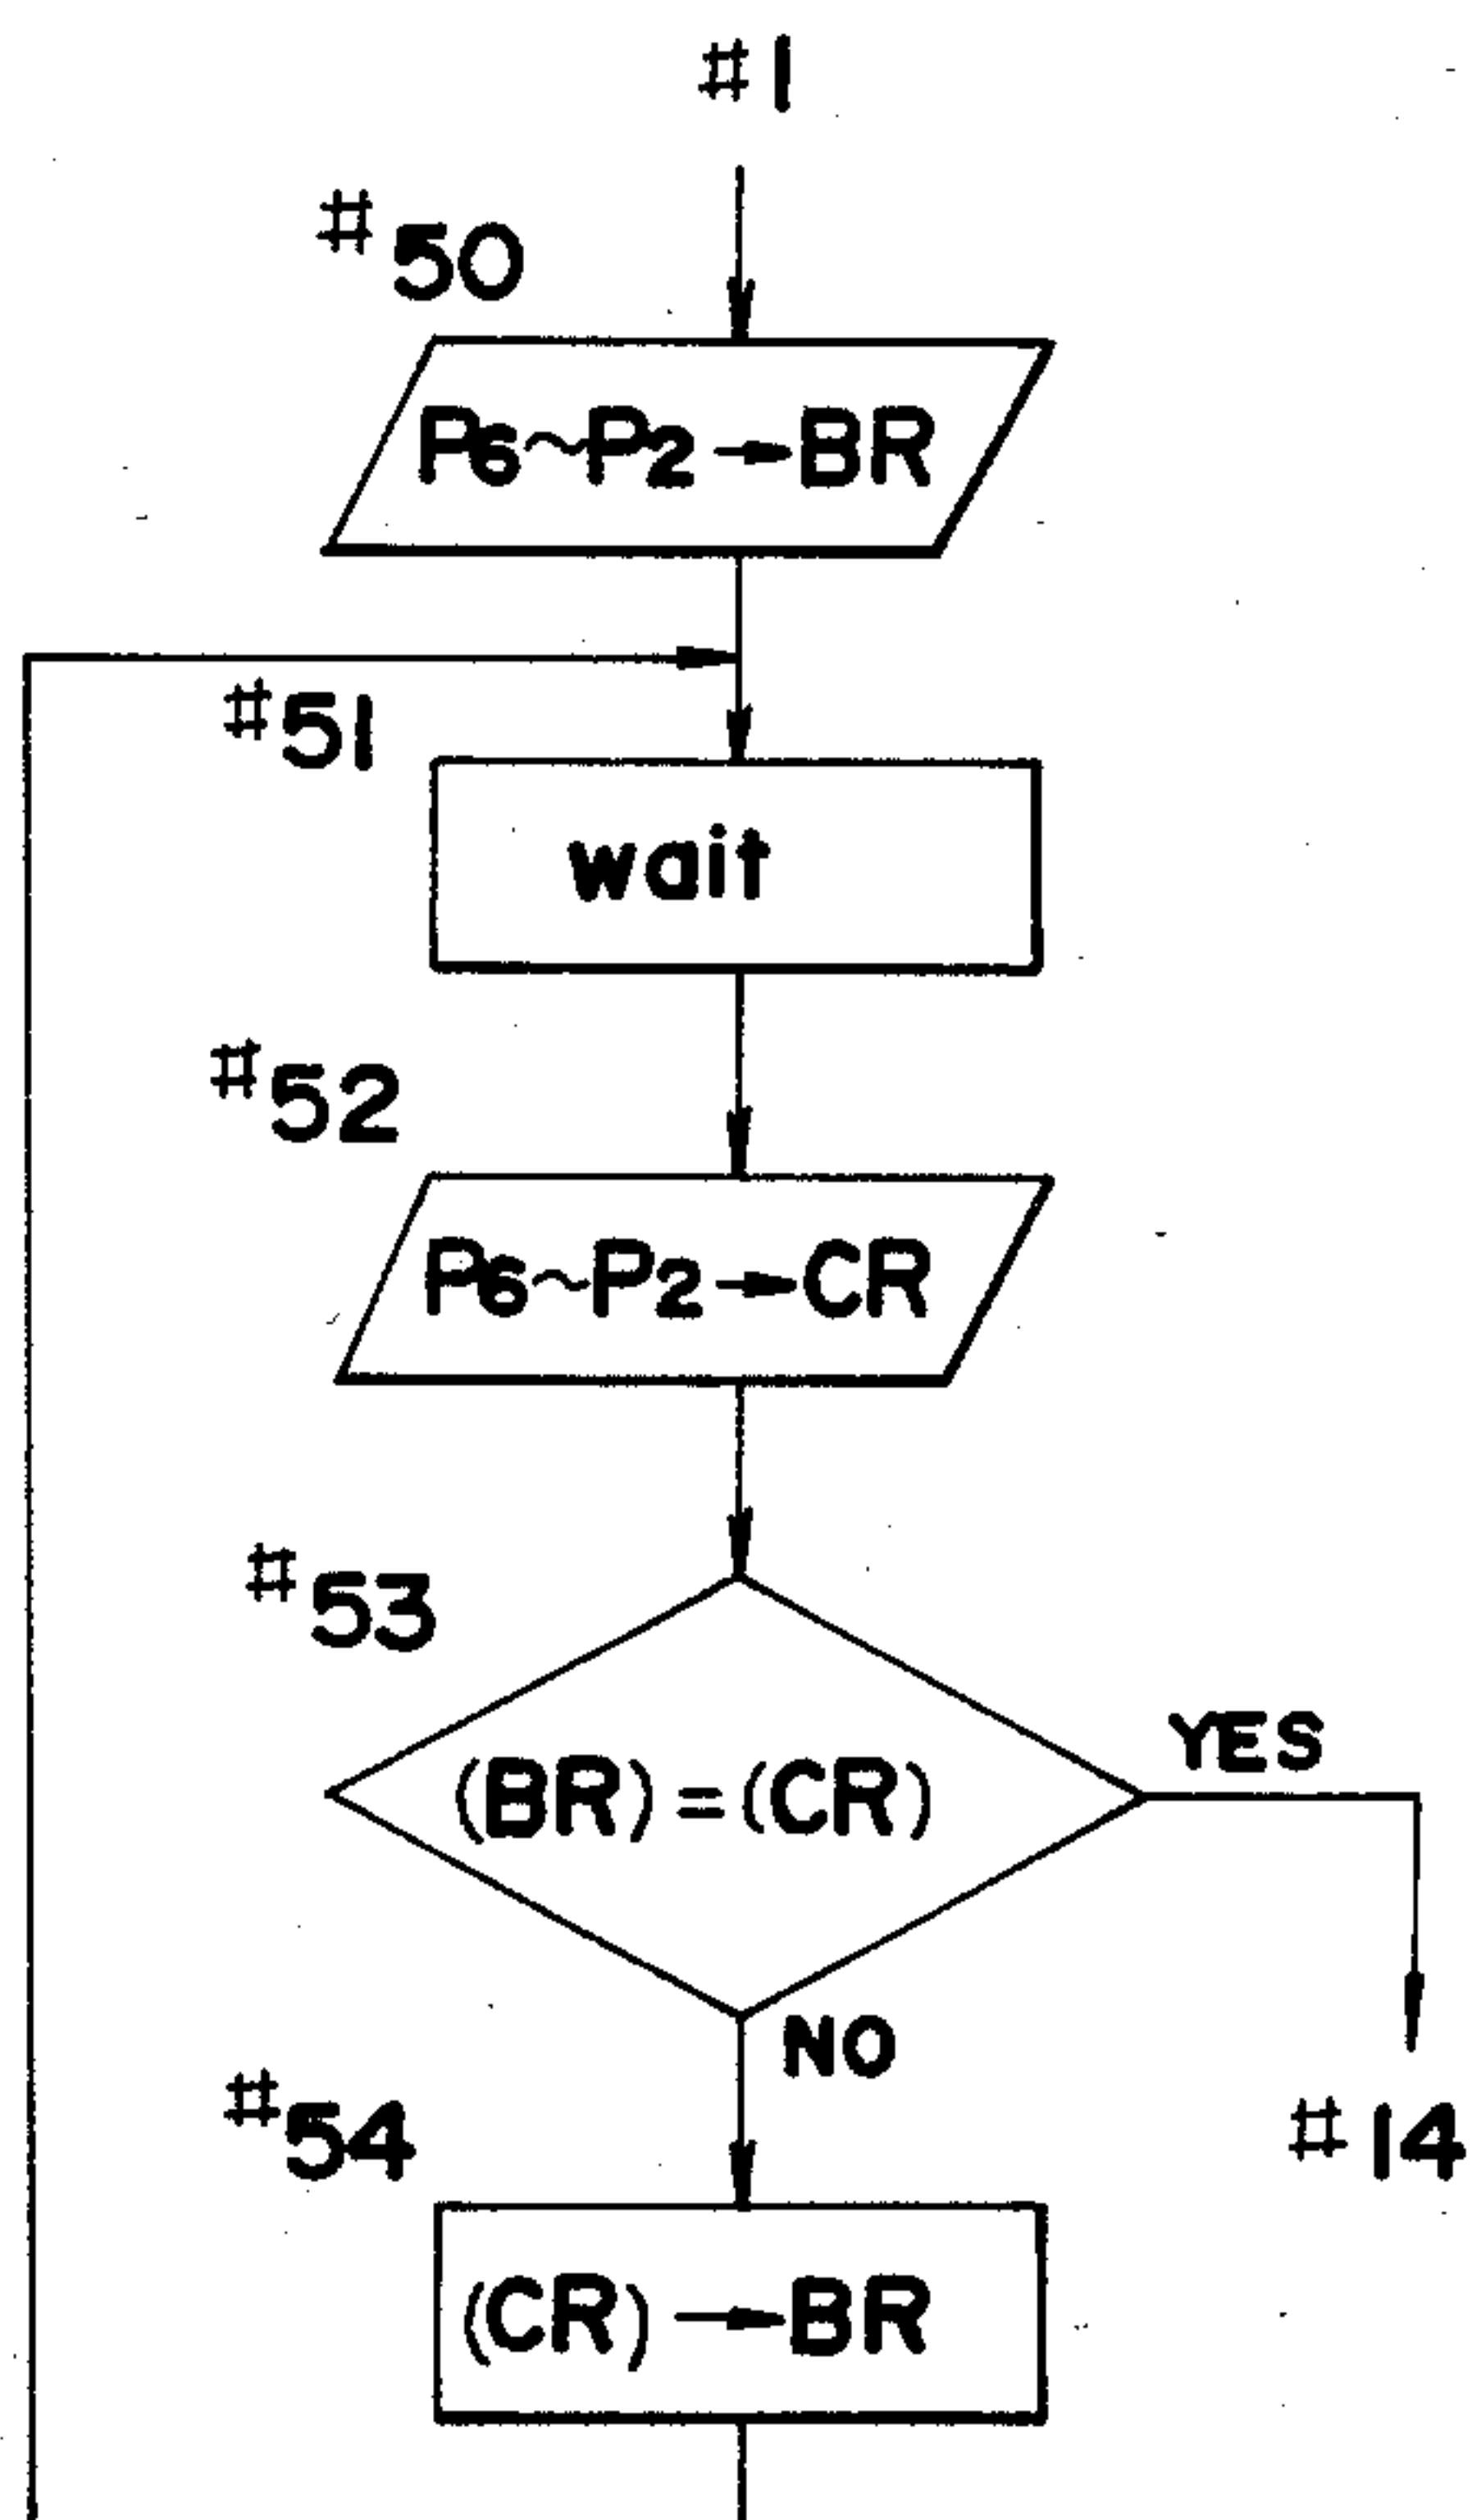 #1
#50
P6~P2→BR
#51
wait
#52
P6~P2→CR
#53
YES
(BR)=(CR)
NO
#54
#14
(CR)→BR